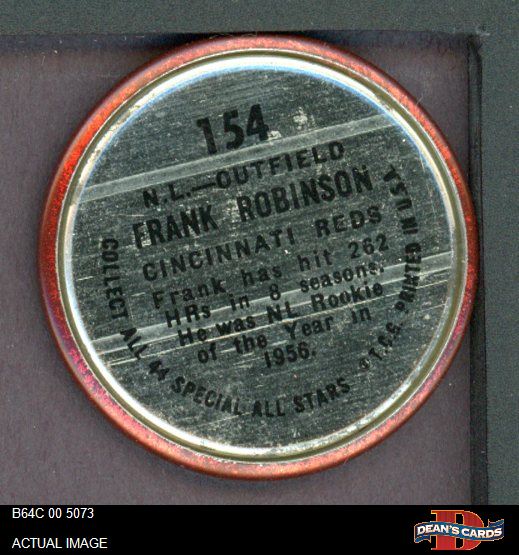 154
N.L.—OUTFIELD
FRANK ROBINSON
CINCINNATI REDS
Frank has hit 262
HRs in 8 seasons.
He was NL Rookie
of the Year in
1956.
COLLECT ALL 44 SPECIAL ALL STARS ©T.C.G. PRINTED IN USA
B64C 00 5073
ACTUAL IMAGE
D
DEAN'S CARDS